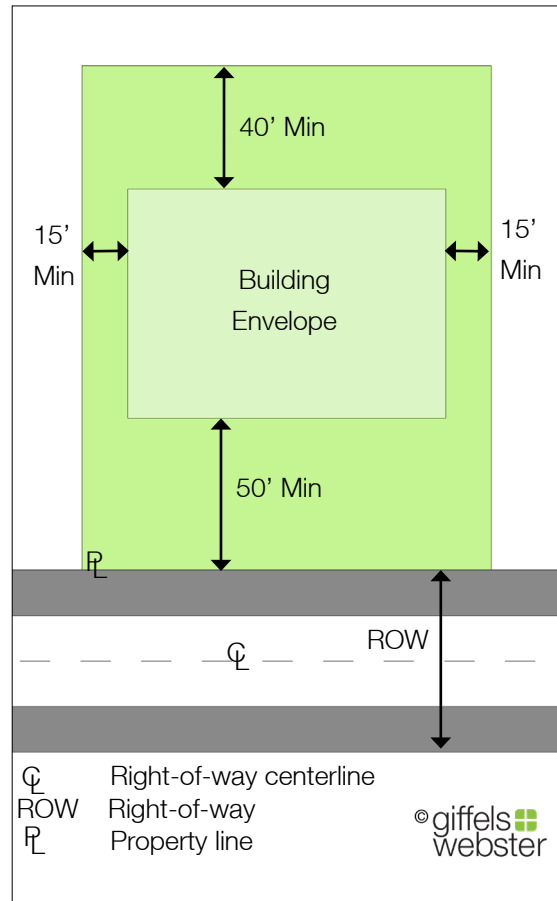 40’ Min
15’
Min
15’
Min
Building
Envelope
50’ Min
PL
ROW
CL
CL Right-of-way centerline
ROW Right-of-way
PL Property line
© giffels
webster